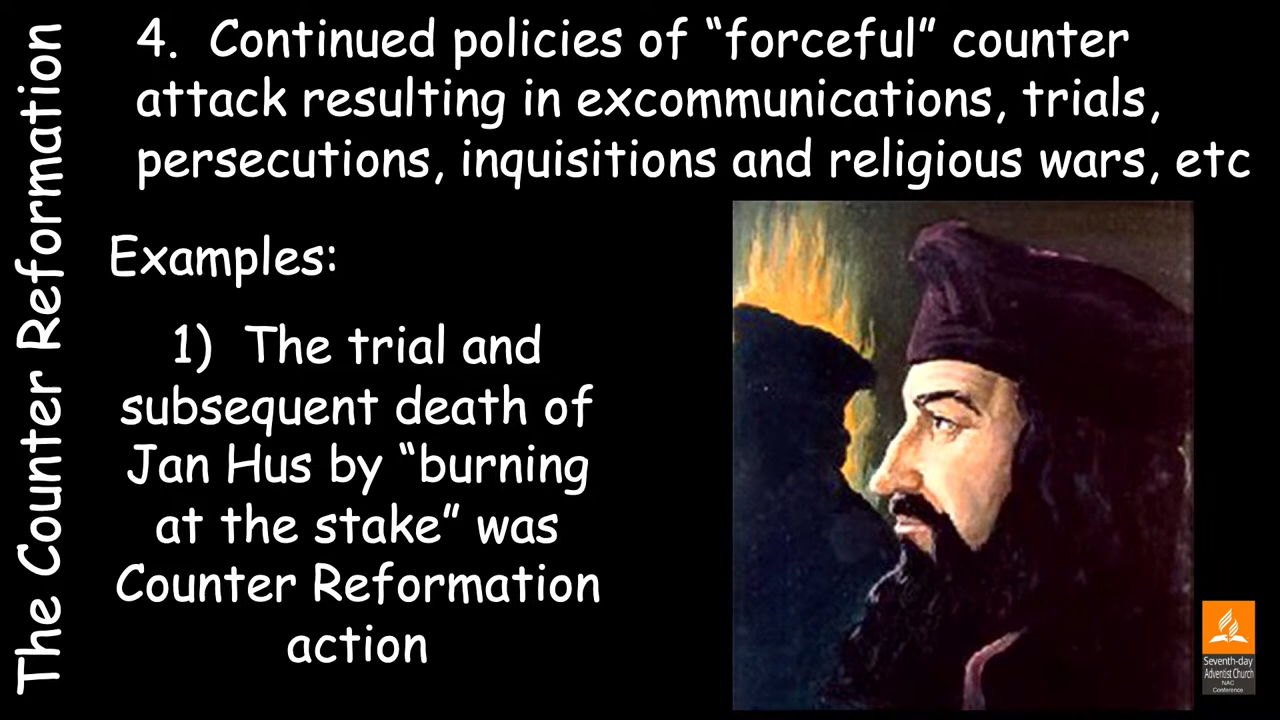 The Counter Reformation
4. Continued policies of “forceful” counter
attack resulting in excommunications, trials,
persecutions, inquisitions and religious wars, etc
Examples:
1) The trial and
subsequent death of
Jan Hus by “burning
at the stake” was
Counter Reformation
action
Seventh-day
Adventist Church
NAC
Conference